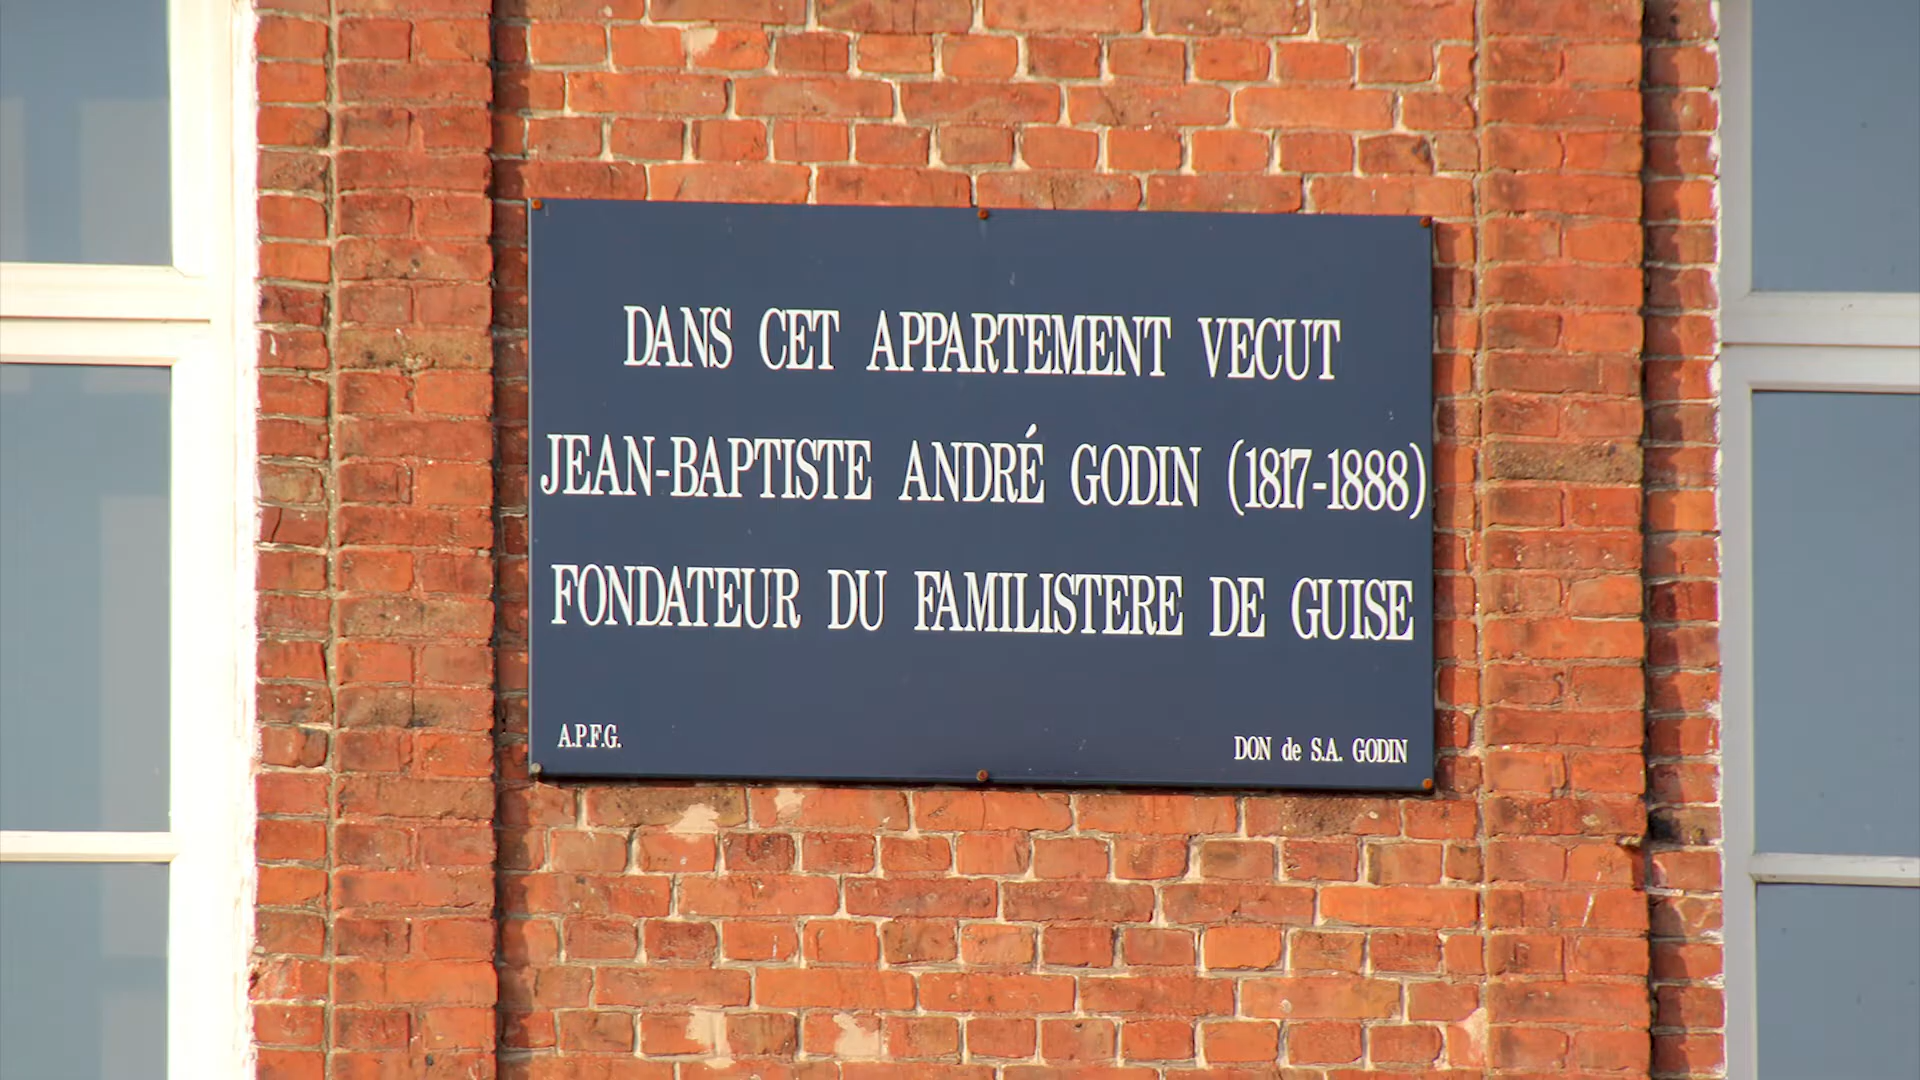 DANS CET APPARTEMENT VECUT
JEAN-BAPTISTE ANDRÉ GODIN (1817-1888)
FONDATEUR DU FAMILISTERE DE GUISE
A.P.F.G. DON de S.A. GODIN